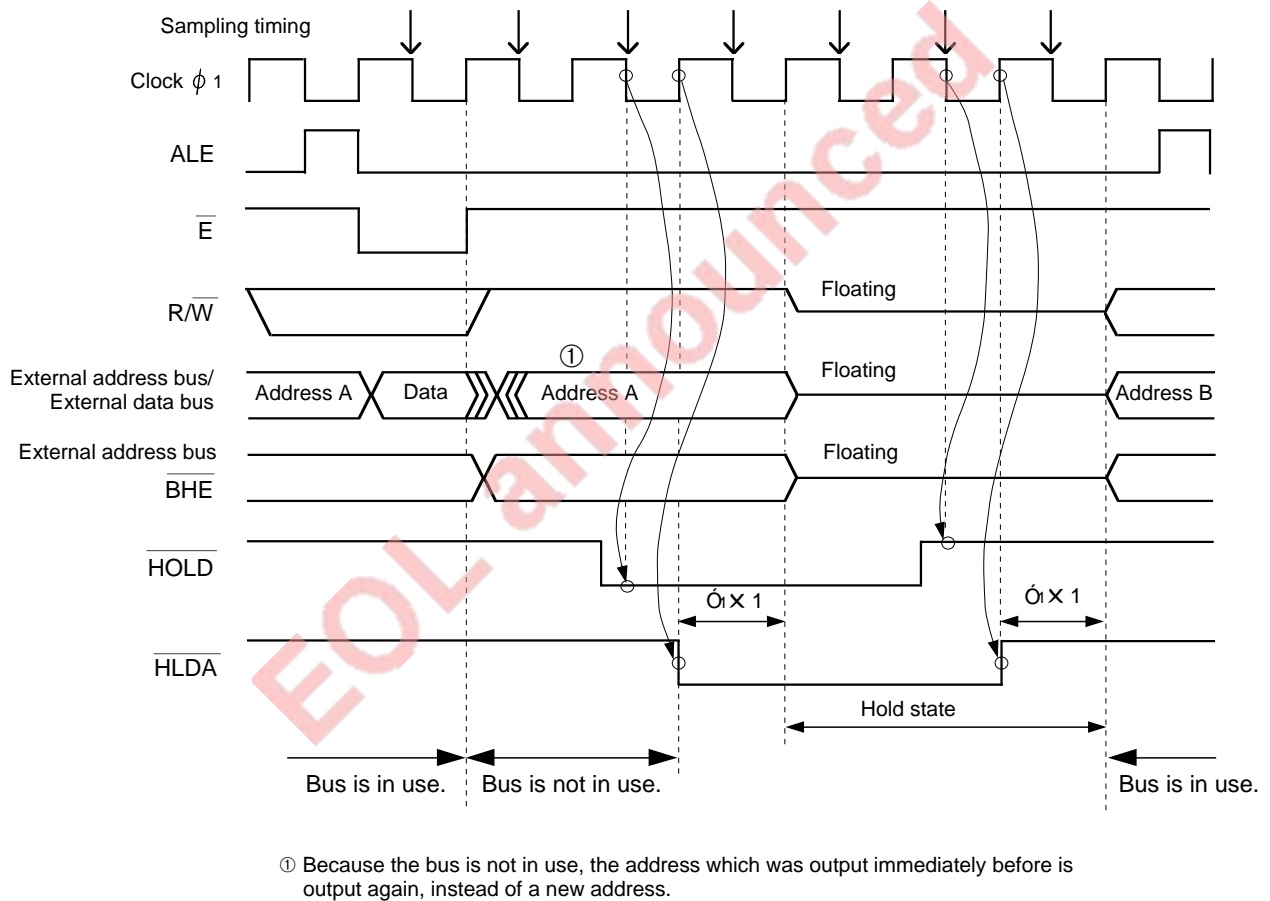 Sampling timing
Clock ϕ 1
ALE
E
R/W
Floating
①
External address bus/
External data bus
Address A
Data
Address A
Floating
Address B
External address bus
BHE
Floating
HOLD
Ó1× 1
Ó1× 1
HLDA
Hold state
Bus is in use.
Bus is not in use.
Bus is in use.
① Because the bus is not in use, the address which was output immediately before is
output again, instead of a new address.
EOL announced